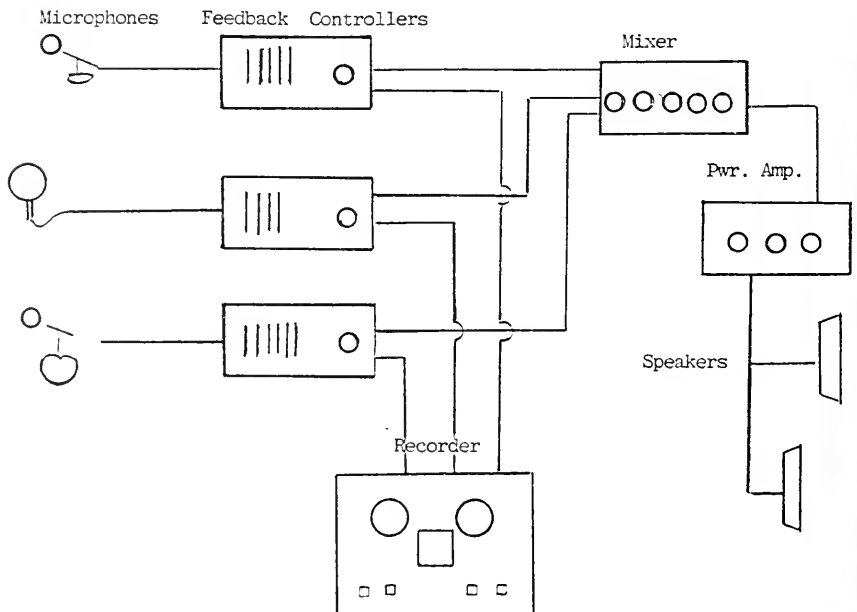 Microphones Feedback Controllers
Mixer
Pwr. Amp.
Speakers
Recorder